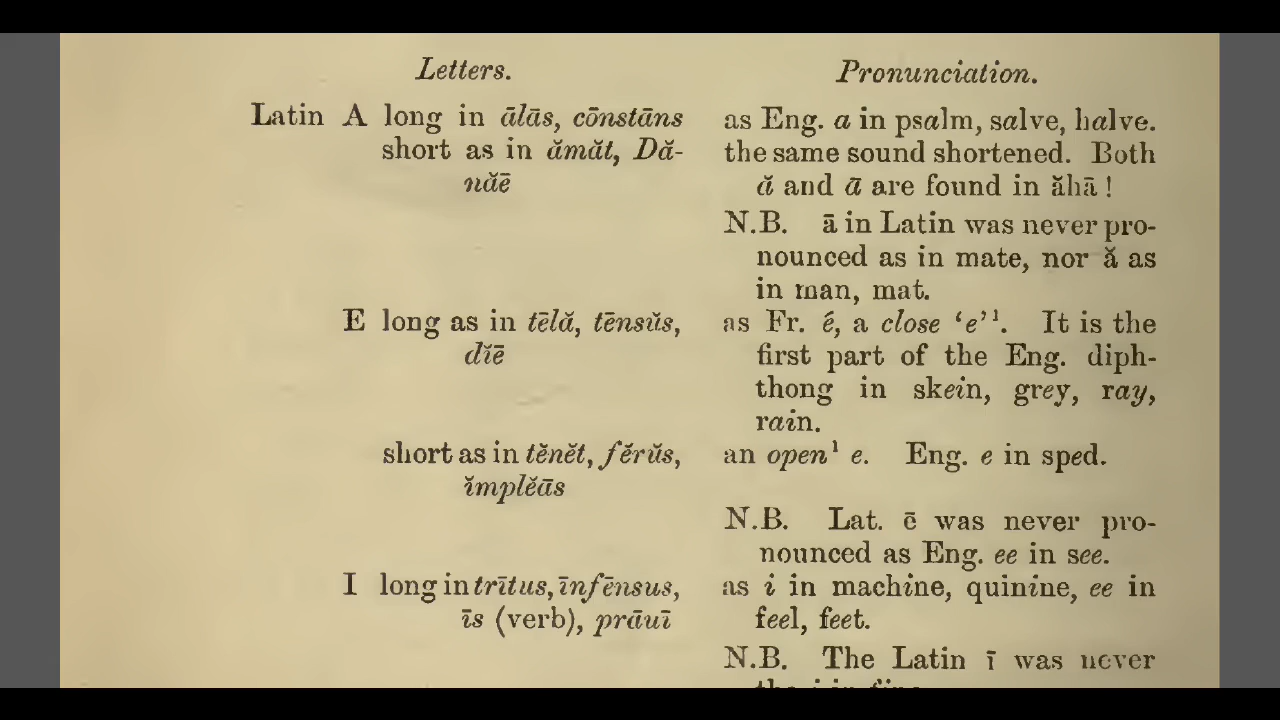 Letters. Pronunciation.
Latin A long in ālās, cōnstāns as Eng. a in psalm, salve, halve.
short as in ămăt, Dă- the same sound shortened. Both
năē ă and ā are found in ăhā!
N.B. ā in Latin was never pro-
nounced as in mate, nor ă as
in man, mat.
E long as in tēlă, tēnsŭs, as Fr. é, a close ‘e’¹. It is the
dĭē first part of the Eng. diph-
thong in skein, grey, ray,
rain.
short as in tĕnĕt, fĕrŭs, an open¹ e. Eng. e in sped.
ĭmplĕās
N.B. Lat. ē was never pro-
nounced as Eng. ee in see.
I long in trītus, īnfēnsus, as i in machine, quinine, ee in
īs (verb), prāuī feel, feet.
N.B. The Latin ī was never
the i in fine